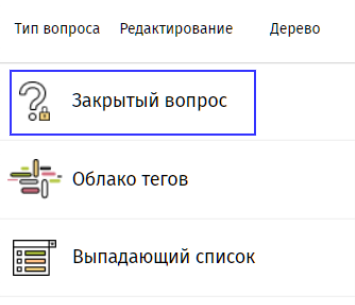 Тип вопроса Редактирование Дерево
Закрытый вопрос
Облако тегов
Выпадающий список